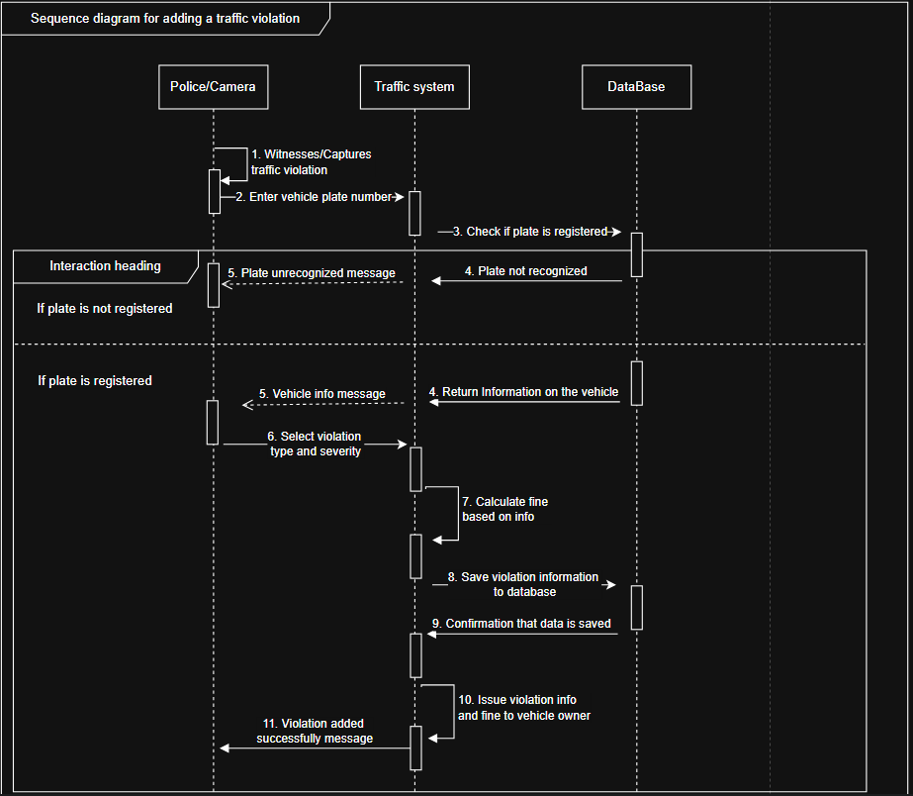 Sequence diagram for adding a traffic violation
Police/Camera
Traffic system
DataBase
1. Witnesses/Captures
traffic violation
2. Enter vehicle plate number
3. Check if plate is registered
Interaction heading
5. Plate unrecognized message
4. Plate not recognized
If plate is not registered
If plate is registered
5. Vehicle info message
4. Return Information on the vehicle
6. Select violation
type and severity
7. Calculate fine
based on info
8. Save violation information
to database
9. Confirmation that data is saved
10. Issue violation info
and fine to vehicle owner
11. Violation added
successfully message